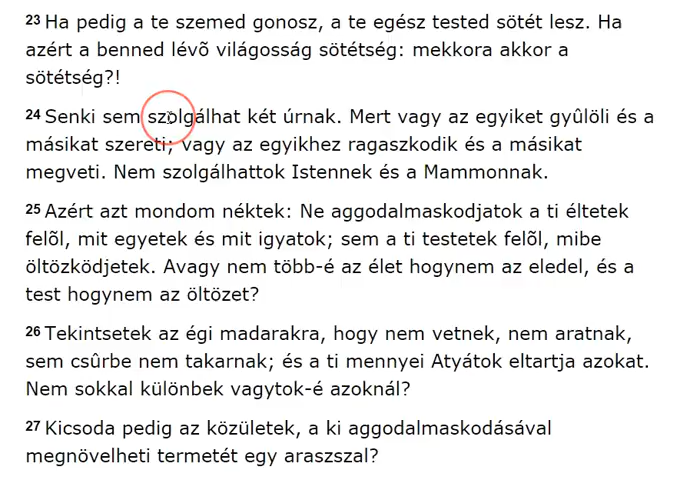 23 Ha pedig a te szemed gonosz, a te egész tested sötét lesz. Ha
azért a benned lévõ világosság sötétség: mekkora akkor a
sötétség?!
24 Senki sem szolgálhat két úrnak. Mert vagy az egyiket gyûlöli és a
másikat szereti; vagy az egyikhez ragaszkodik és a másikat
megveti. Nem szolgálhattok Istennek és a Mammonnak.
25 Azért azt mondom néktek: Ne aggodalmaskodjatok a ti éltetek
felõl, mit egyetek és mit igyatok; sem a ti testetek felõl, mibe
öltözködjetek. Avagy nem több-é az élet hogynem az eledel, és a
test hogynem az öltözet?
26 Tekintsetek az égi madarakra, hogy nem vetnek, nem aratnak,
sem csûrbe nem takarnak; és a ti mennyei Atyátok eltartja azokat.
Nem sokkal különbek vagytok-é azoknál?
27 Kicsoda pedig az közületek, a ki aggodalmaskodásával
megnövelheti termetét egy araszszal?